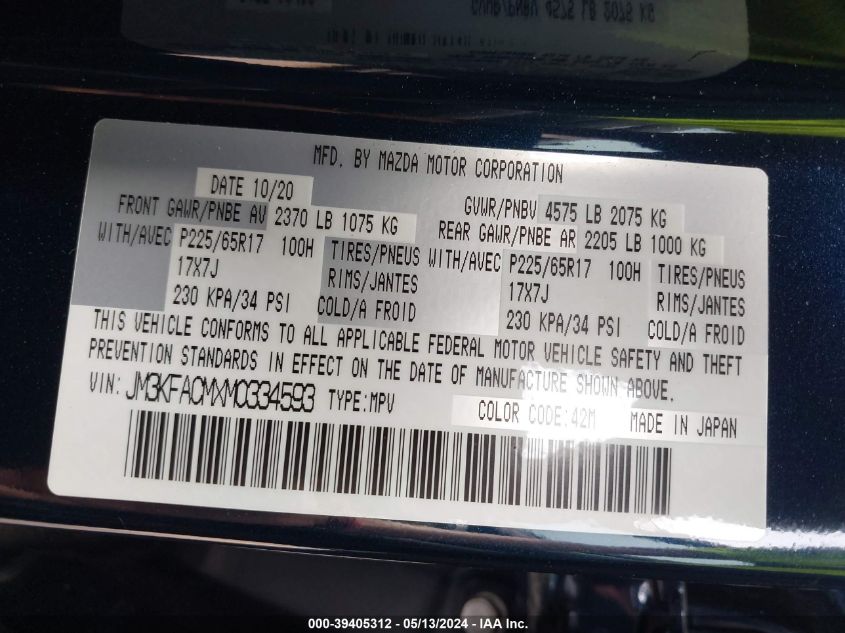 MFD. BY MAZDA MOTOR CORPORATION
DATE 10/20 GVWR/PNBV 4575 LB 2075 KG
FRONT GAWR/PNBE AV 2370 LB 1075 KG REAR GAWR/PNBE AR 2205 LB 1000 KG
WITH/AVEC P225/65R17 100H TIRES/PNEUS WITH/AVEC P225/65R17 100H TIRES/PNEUS
17X7J RIMS/JANTES 17X7J RIMS/JANTES
230 KPA/34 PSI COLD/A FROID 230 KPA/34 PSI COLD/A FROID
THIS VEHICLE CONFORMS TO ALL APPLICABLE FEDERAL MOTOR VEHICLE SAFETY AND THEFT
PREVENTION STANDARDS IN EFFECT ON THE DATE OF MANUFACTURE SHOWN ABOVE.
VIN: JM3KFACMXM0334593 TYPE:MPV COLOR CODE:42M MADE IN JAPAN
000-39405312 - 05/13/2024 - IAA Inc.